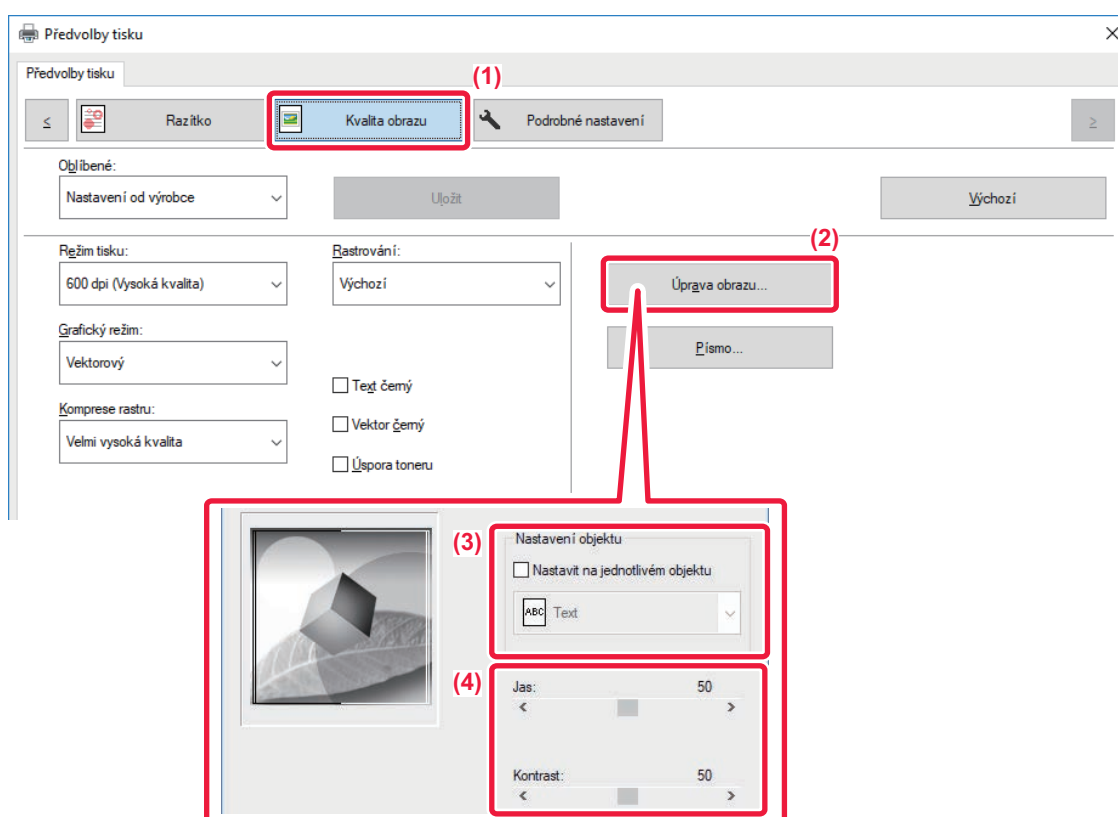 Předvolby tisku
Předvolby tisku
(1)
≤ Razítko Kvalita obrazu Podrobné nastavení ≥
Oblíbené:
Nastavení od výrobce Uložit Výchozí
(2)
Režim tisku: Rastrování:
600 dpi (Vysoká kvalita) Výchozí Úprava obrazu...
Grafický režim:
Písmo...
Vektorový
Text černý
Komprese rastru:
Vektor černý
Velmi vysoká kvalita
Úspora toneru
(3) Nastavení objektu
Nastavit na jednotlivém objektu
ABC Text
(4) Jas: 50
< >
Kontrast: 50
< >